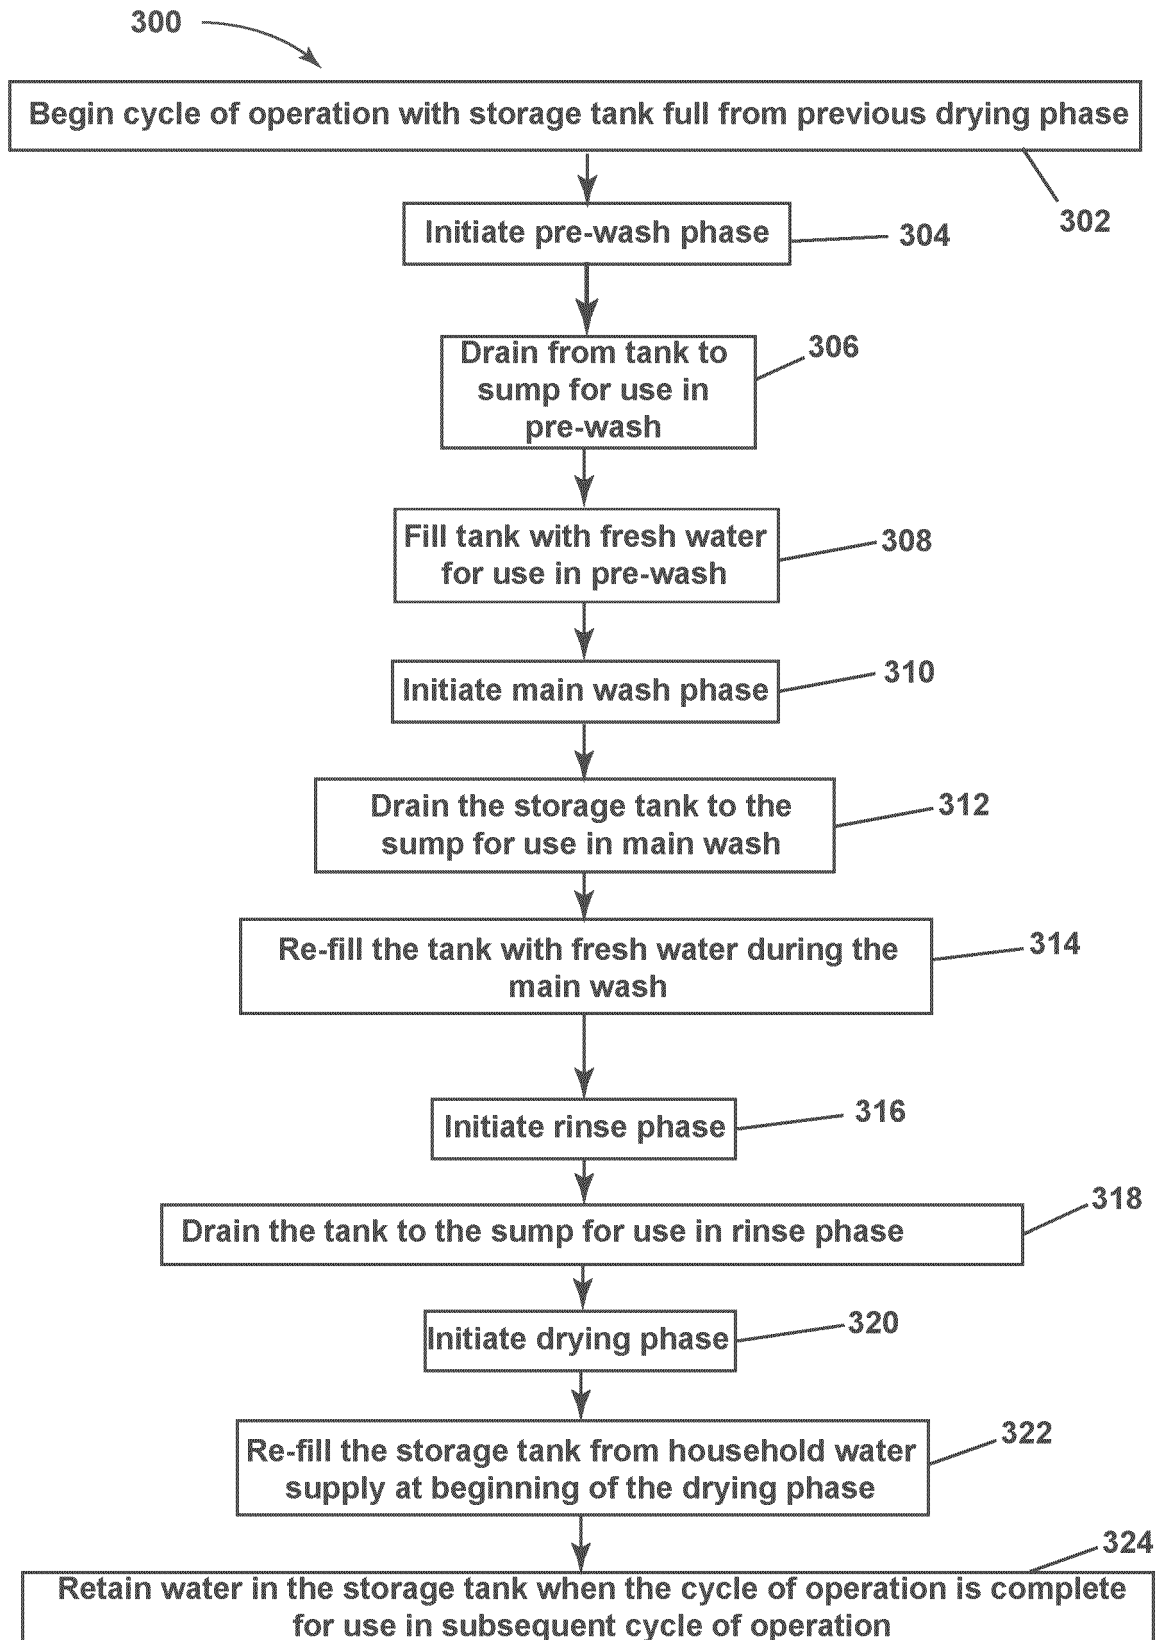 300
Begin cycle of operation with storage tank full from previous drying phase
302
Initiate pre-wash phase
304
Drain from tank to
sump for use in
pre-wash
306
Fill tank with fresh water
for use in pre-wash
308
Initiate main wash phase
310
Drain the storage tank to the
sump for use in main wash
312
Re-fill the tank with fresh water during the
main wash
314
Initiate rinse phase
316
Drain the tank to the sump for use in rinse phase
318
Initiate drying phase
320
Re-fill the storage tank from household water
supply at beginning of the drying phase
322
324
Retain water in the storage tank when the cycle of operation is complete
for use in subsequent cycle of operation